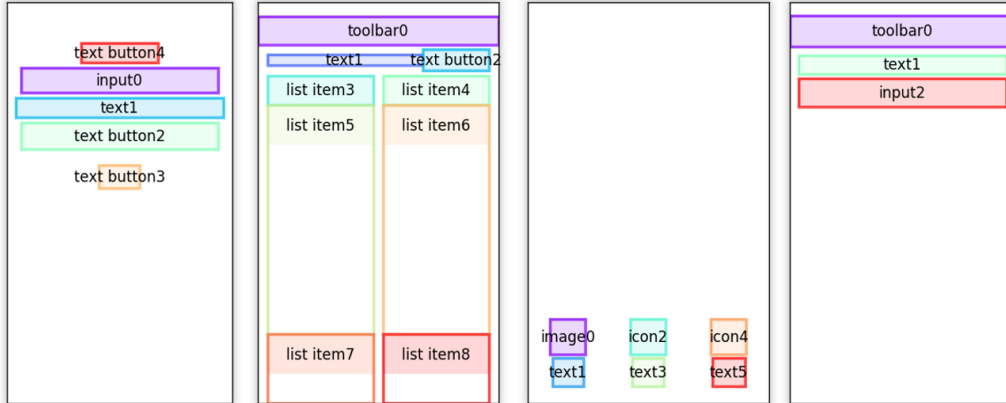 text button4
input0
text1
text button2
text button3
toolbar0
text1 text button2
list item3 list item4
list item5 list item6
list item7 list item8
image0 icon2 icon4
text1 text3 text5
toolbar0
text1
input2